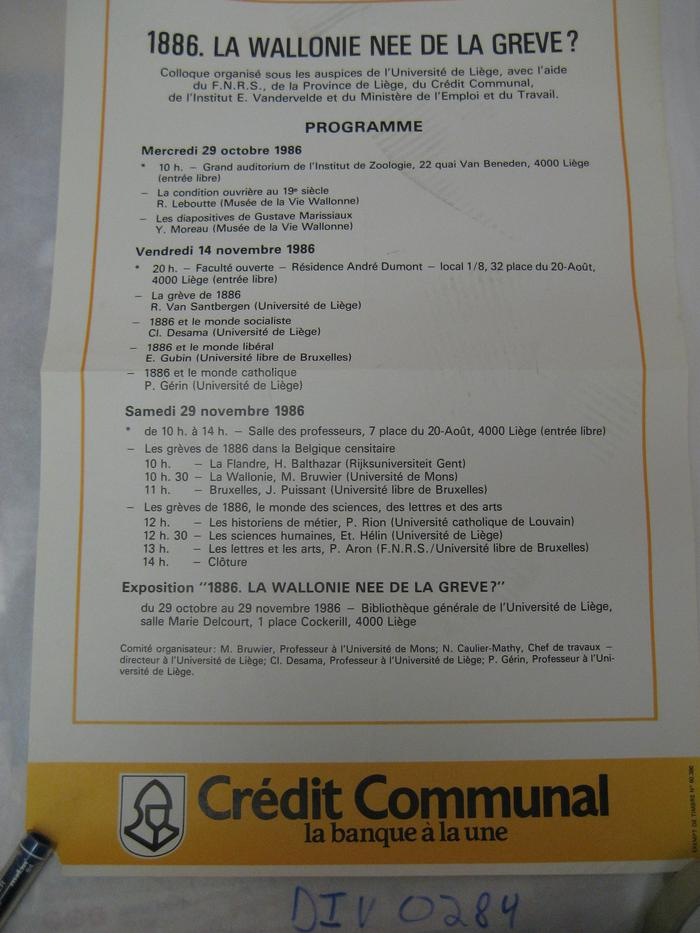 1886. LA WALLONIE NEE DE LA GREVE?
Colloque organisé sous les auspices de l'Université de Liège, avec l'aide
du F.N.R.S., de la Province de Liège, du Crédit Communal,
de l'Institut E. Vandervelde et du Ministère de l'Emploi et du Travail.
PROGRAMME
Mercredi 29 octobre 1986
* 10 h. – Grand auditorium de l'Institut de Zoologie, 22 quai Van Beneden, 4000 Liège
(entrée libre)
– La condition ouvrière au 19e siècle
R. Leboutte (Musée de la Vie Wallonne)
– Les diapositives de Gustave Marissiaux
Y. Moreau (Musée de la Vie Wallonne)
Vendredi 14 novembre 1986
* 20 h. – Faculté ouverte – Résidence André Dumont – local 1/8, 32 place du 20-Août,
4000 Liège (entrée libre)
– La grève de 1886
R. Van Santbergen (Université de Liège)
– 1886 et le monde socialiste
Cl. Desama (Université de Liège)
– 1886 et le monde libéral
E. Gubin (Université libre de Bruxelles)
– 1886 et le monde catholique
P. Gérin (Université de Liège)
Samedi 29 novembre 1986
* de 10 h. à 14 h. – Salle des professeurs, 7 place du 20-Août, 4000 Liège (entrée libre)
– Les grèves de 1886 dans la Belgique censitaire
10 h. – La Flandre, H. Balthazar (Rijksuniversiteit Gent)
10 h. 30 – La Wallonie, M. Bruwier (Université de Mons)
11 h. – Bruxelles, J. Puissant (Université libre de Bruxelles)
– Les grèves de 1886, le monde des sciences, des lettres et des arts
12 h. – Les historiens de métier, P. Rion (Université catholique de Louvain)
12 h. 30 – Les sciences humaines, Et. Hélin (Université de Liège)
13 h. – Les lettres et les arts, P. Aron (F.N.R.S./Université libre de Bruxelles)
14 h. – Clôture
Exposition "1886. LA WALLONIE NEE DE LA GREVE?"
du 29 octobre au 29 novembre 1986 – Bibliothèque générale de l'Université de Liège,
salle Marie Delcourt, 1 place Cockerill, 4000 Liège
Comité organisateur: M. Bruwier, Professeur à l'Université de Mons; N. Caulier-Mathy, Chef de travaux –
directeur à l'Université de Liège; Cl. Desama, Professeur à l'Université de Liège; P. Gérin, Professeur à l'Uni-
versité de Liège.
Crédit Communal
la banque à la une
EXEMPT DE TIMBRE N°
DIV 0284